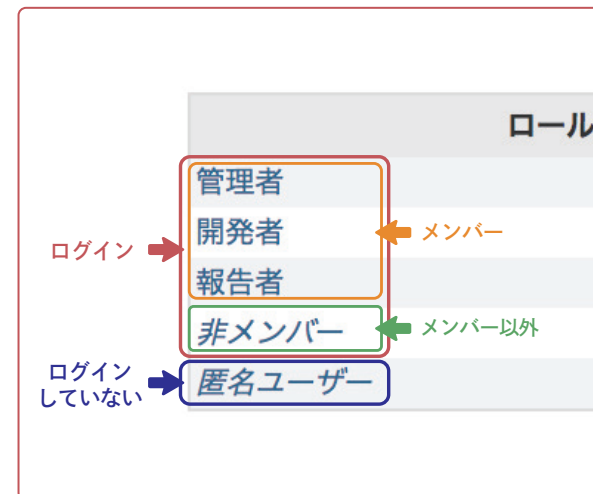 ロール
管理者
開発者
メンバー
ログイン
報告者
非メンバー
メンバー以外
ログイン
していない
匿名ユーザー